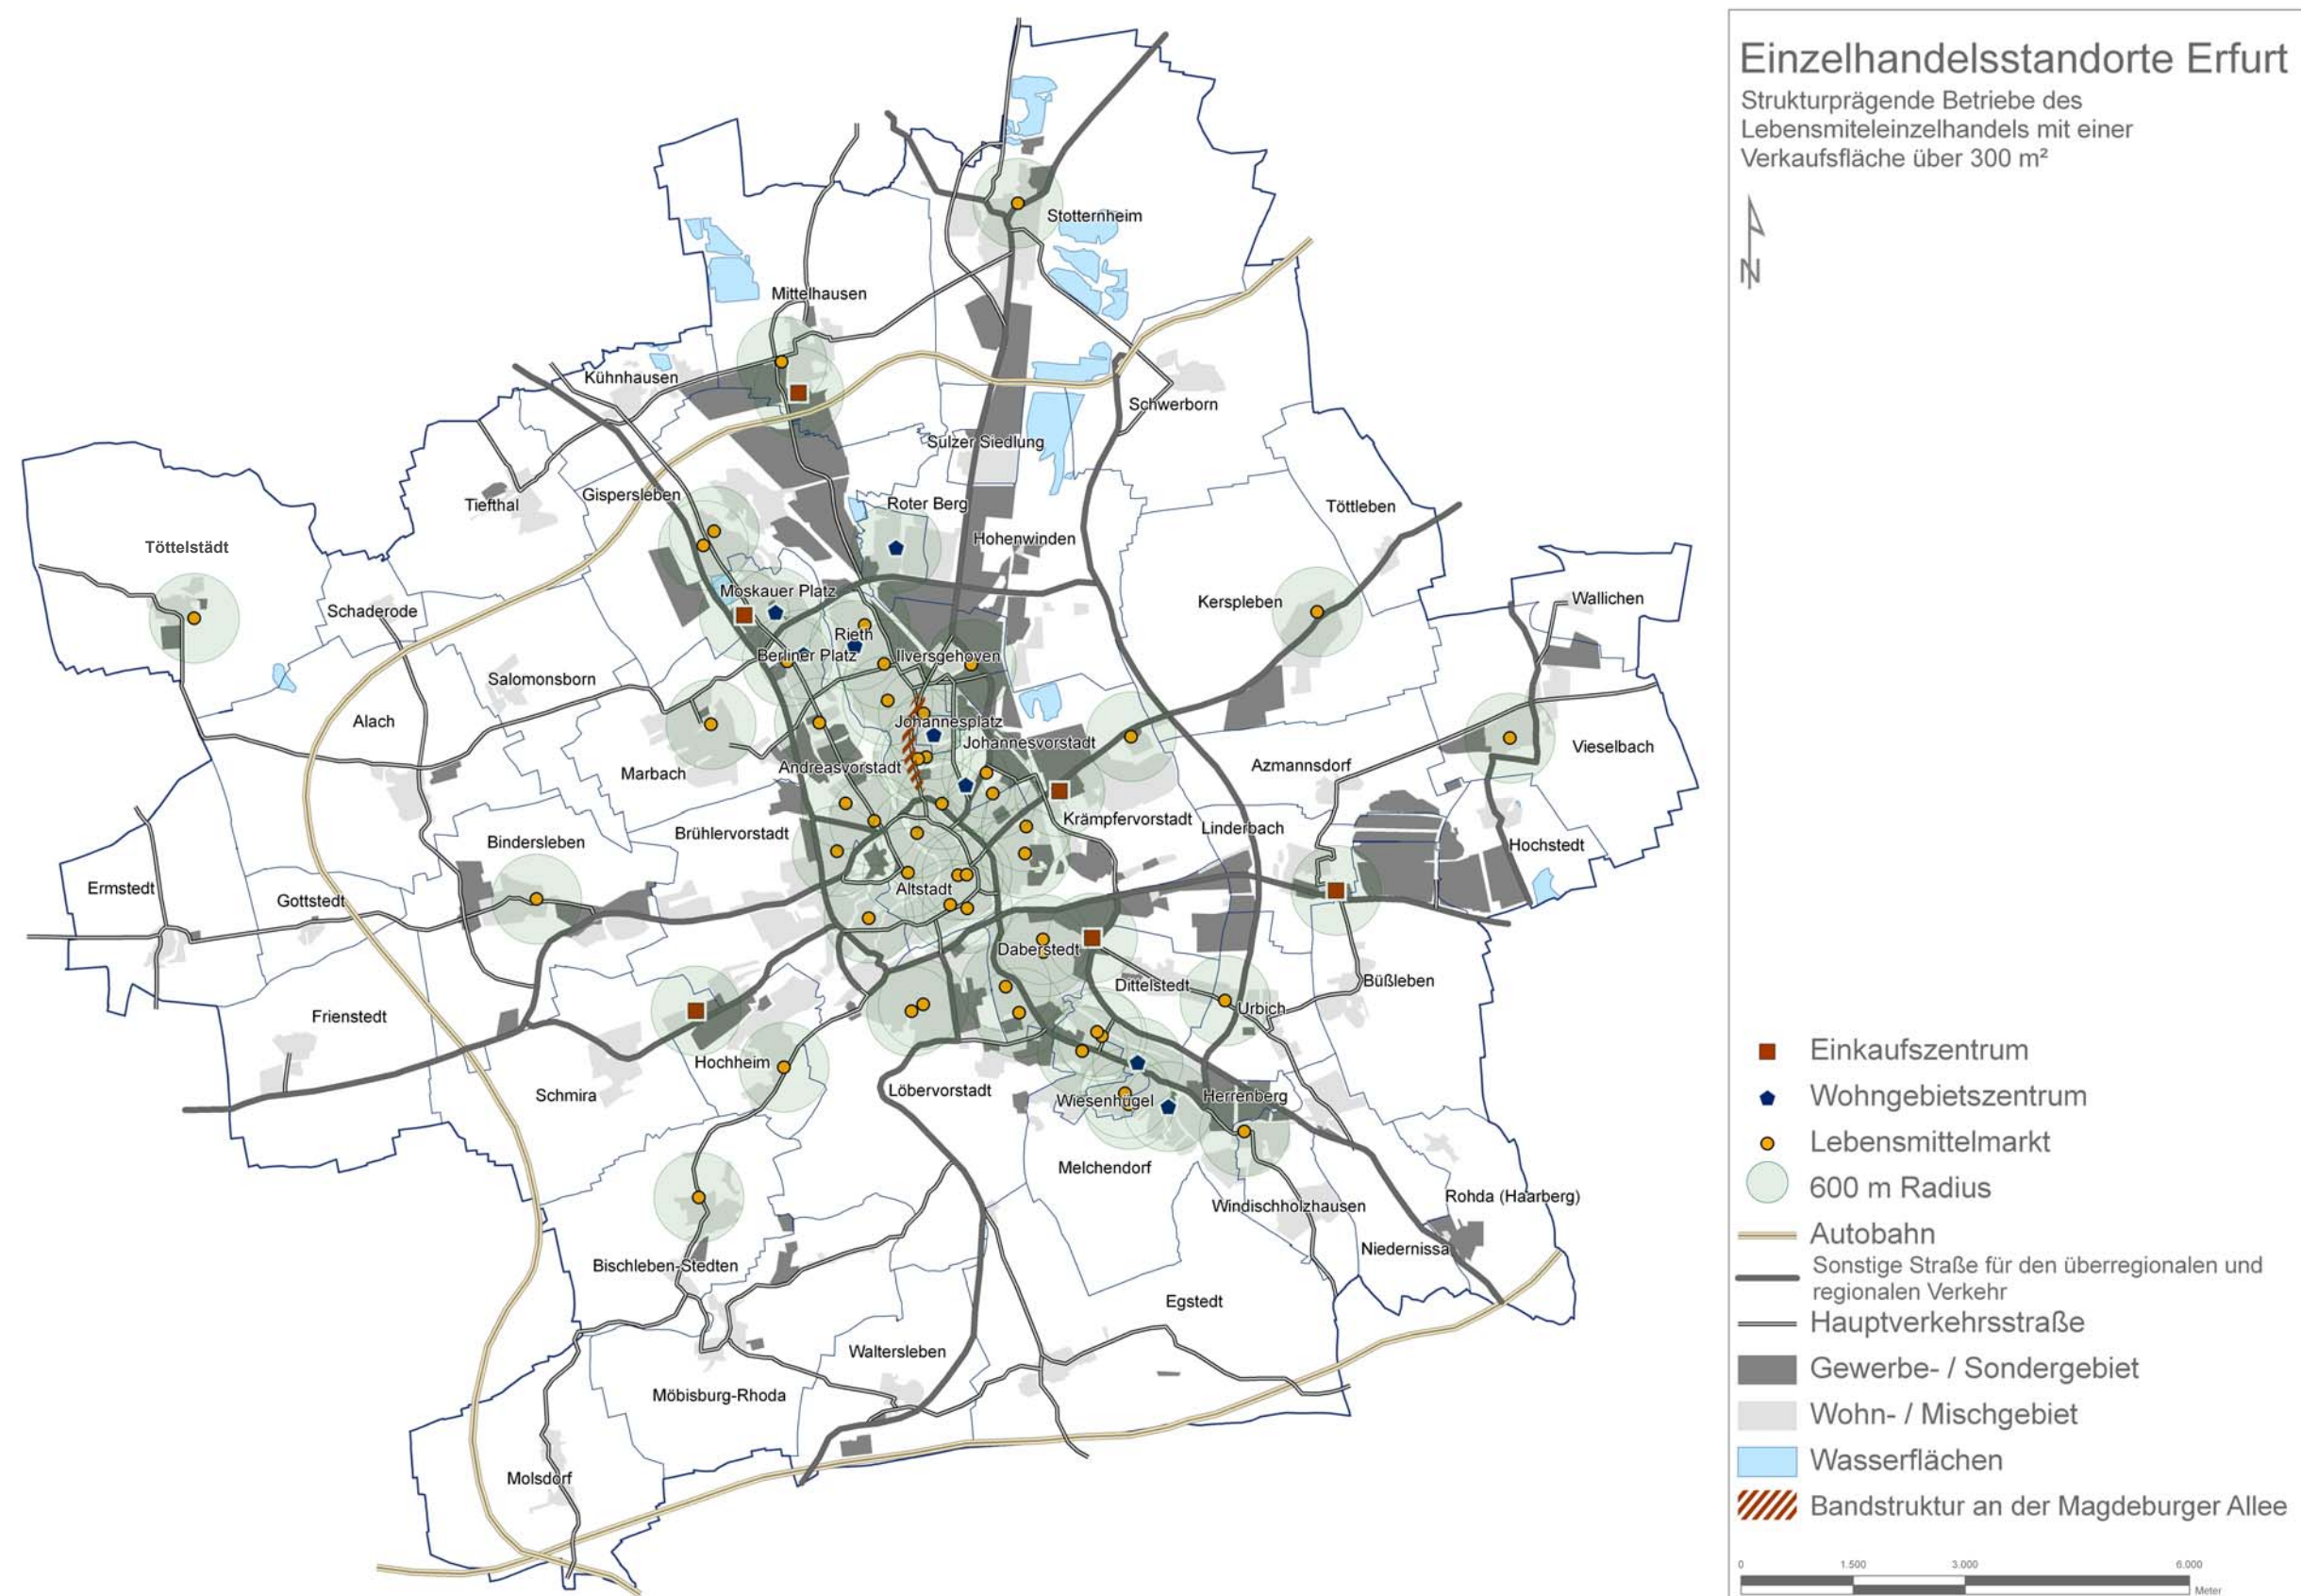 Einzelhandelsstandorte Erfurt
Strukturprägende Betriebe des
Lebensmiteleinzelhandels mit einer
Verkaufsfläche über 300 m²
N
Stotternheim
Mittelhausen
Kühnhausen
Schwerborn
Sulzer Siedlung
Tiefthal
Gispersleben
Roter Berg
Töttleben
Hohenwinden
Töttelstädt
Moskauer Platz
Wallichen
Kerspleben
Schaderode
Rieth
Berliner Platz
Ilversgehoven
Salomonsborn
Alach
Johannesplatz
Johannesvorstadt
Vieselbach
Marbach
Andreasvorstadt
Azmannsdorf
Krämpfervorstadt
Linderbach
Brühlervorstadt
Bindersleben
Hochstedt
Ermstedt
Gottstedt
Altstadt
Daberstedt
Dittelstedt
Büßleben
Urbich
Frienstedt
Hochheim
Schmira
Löbervorstadt
Wiesenhügel
Herrenberg
Melchendorf
Windischholzhausen
Rohda (Haarberg)
Niedernissa
Bischleben-Stedten
Egstedt
Waltersleben
Möbisburg-Rhoda
Molsdorf
Einkaufszentrum
Wohngebietszentrum
Lebensmittelmarkt
600 m Radius
Autobahn
Sonstige Straße für den überregionalen und
regionalen Verkehr
Hauptverkehrsstraße
Gewerbe- / Sondergebiet
Wohn- / Mischgebiet
Wasserflächen
Bandstruktur an der Magdeburger Allee
0 1.500 3.000 6.000
Meter